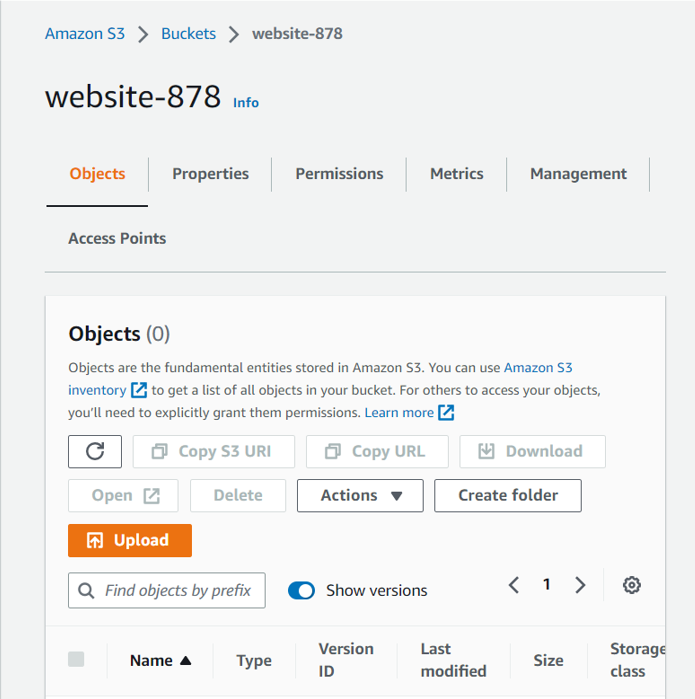 Amazon S3 > Buckets > website-878
website-878 Info
Objects Properties Permissions Metrics Management
Access Points
Objects (0)
Objects are the fundamental entities stored in Amazon S3. You can use Amazon S3
inventory to get a list of all objects in your bucket. For others to access your objects,
you'll need to explicitly grant them permissions. Learn more
Copy S3 URI Copy URL Download
Open Delete Actions Create folder
Upload
Find objects by prefix Show versions 1
Name Type Version Last Size Storage
ID modified class